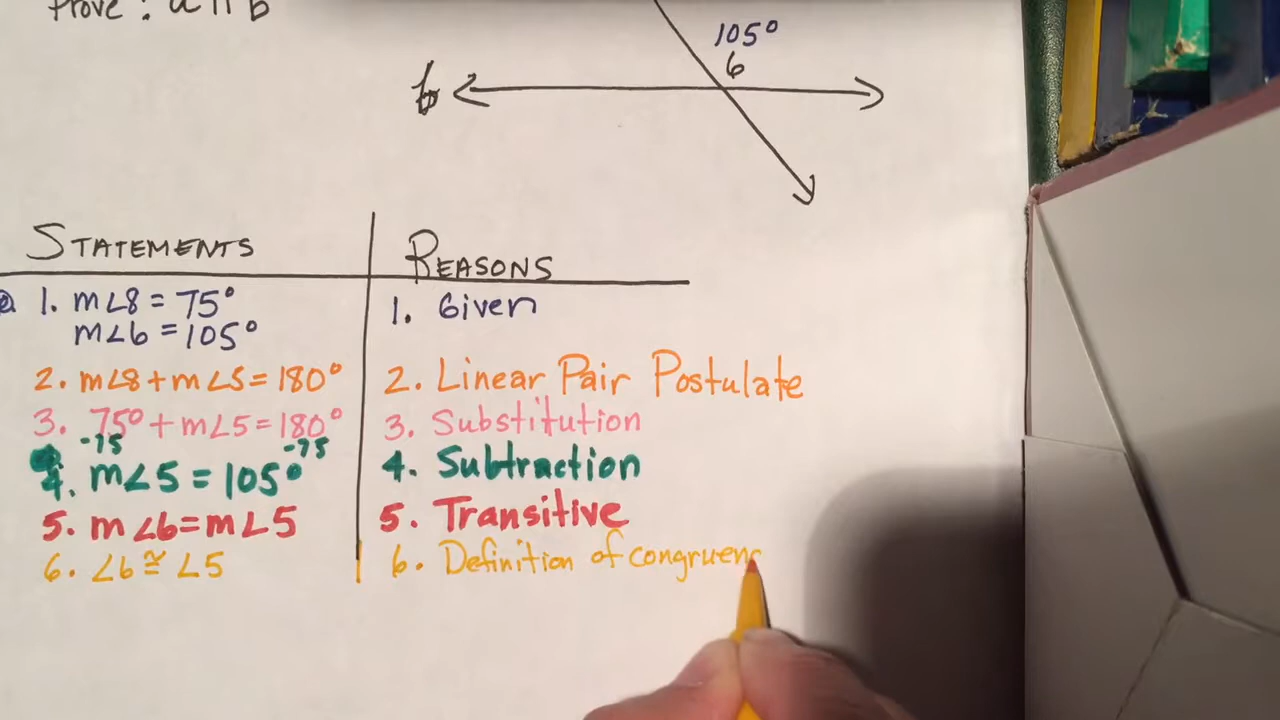 Prove : a || b
105°
6
b
STATEMENTS
REASONS
1. m∠8 = 75°
m∠6 = 105°
1. Given
2. m∠8 + m∠5 = 180°
2. Linear Pair Postulate
3. 75° + m∠5 = 180°
3. Substitution
-75 -75
4. m∠5 = 105°
4. Subtraction
5. m∠6 = m∠5
5. Transitive
6. ∠6 ≅ ∠5
6. Definition of congruenc